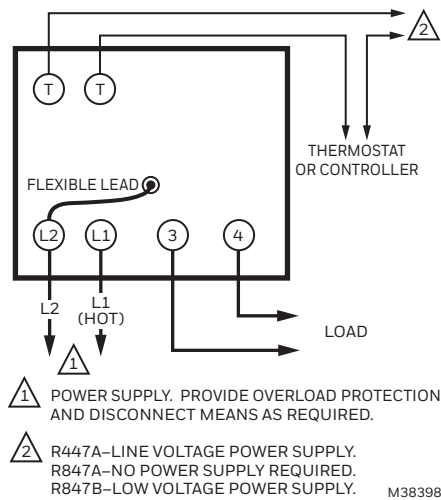 2
T T
THERMOSTAT
OR CONTROLLER
FLEXIBLE LEAD
L2 L1 3 4
L2 L1
(HOT)
LOAD
1
1 POWER SUPPLY. PROVIDE OVERLOAD PROTECTION
AND DISCONNECT MEANS AS REQUIRED.
2 R447A–LINE VOLTAGE POWER SUPPLY.
R847A–NO POWER SUPPLY REQUIRED.
R847B–LOW VOLTAGE POWER SUPPLY.
M38398